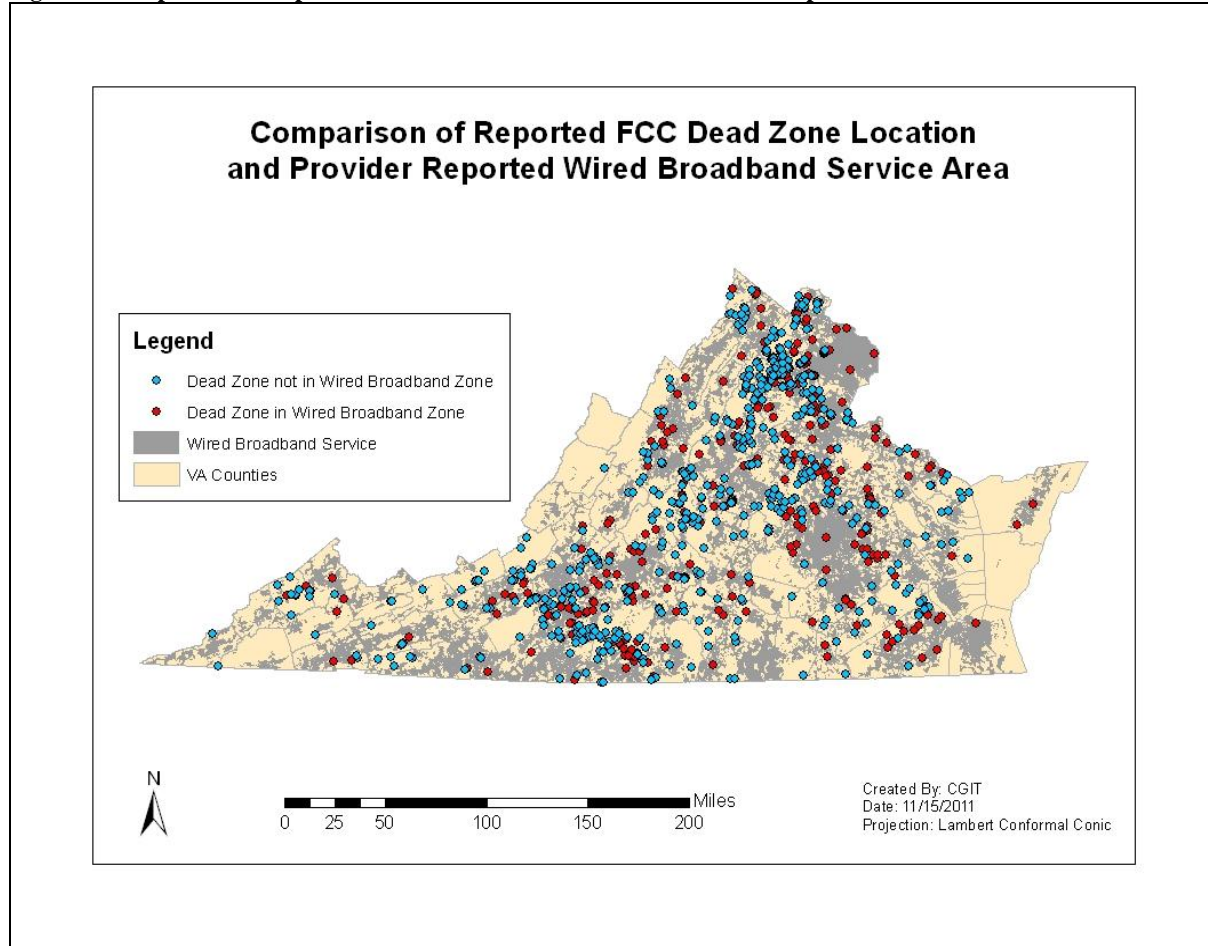 Comparison of Reported FCC Dead Zone Location
and Provider Reported Wired Broadband Service Area
Legend
Dead Zone not in Wired Broadband Zone
Dead Zone in Wired Broadband Zone
Wired Broadband Service
VA Counties
N
Miles
0 25 50 100 150 200
Created By: CGIT
Date: 11/15/2011
Projection: Lambert Conformal Conic